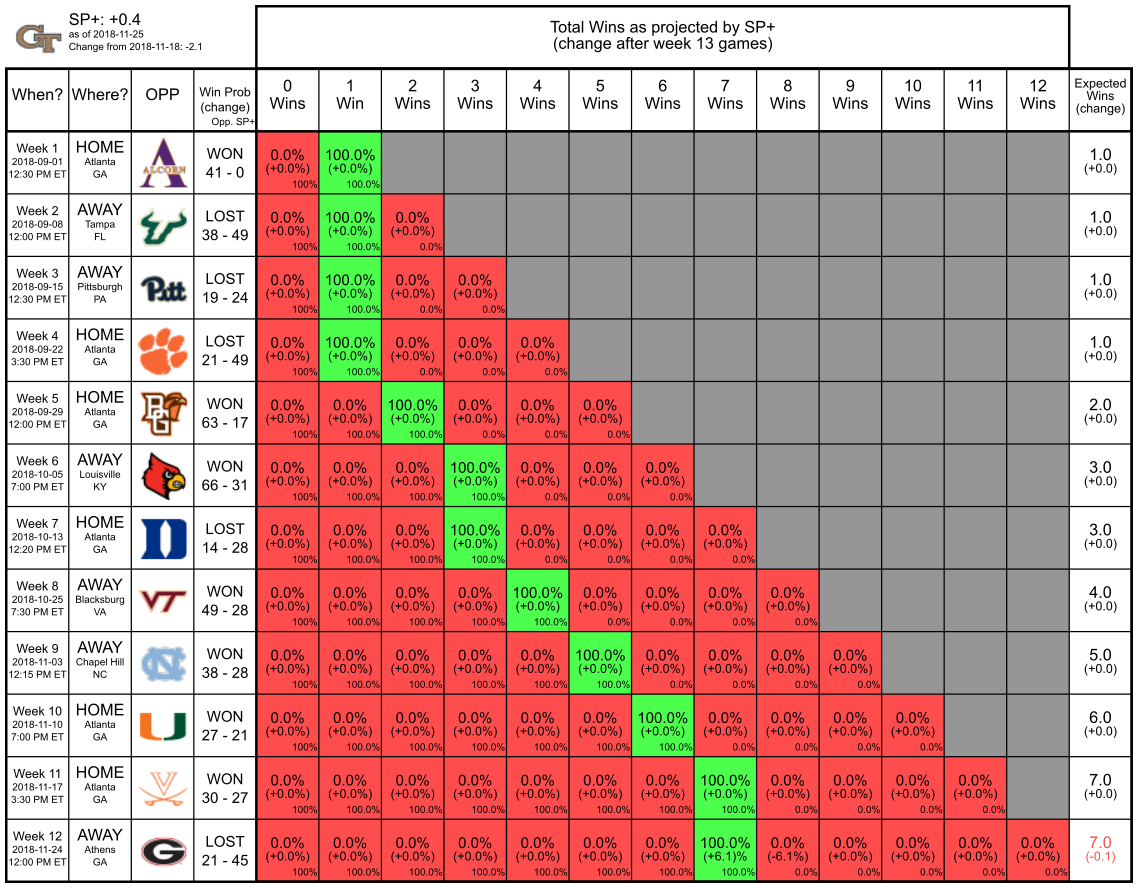 GT
SP+: +0.4
as of 2018-11-25
Change from 2018-11-18: -2.1
Total Wins as projected by SP+
(change after week 13 games)
When? Where? OPP Win Prob (change) Opp. SP+ 0 Wins 1 Win 2 Wins 3 Wins 4 Wins 5 Wins 6 Wins 7 Wins 8 Wins 9 Wins 10 Wins 11 Wins 12 Wins Expected Wins (change)
Week 1 HOME ALCORN WON 0.0% 100.0% 1.0
2018-09-01 Atlanta 41 - 0 (+0.0%) (+0.0%) (+0.0)
12:30 PM ET GA 100% 100.0%
Week 2 AWAY LOST 0.0% 100.0% 0.0% 1.0
2018-09-08 Tampa 38 - 49 (+0.0%) (+0.0%) (+0.0%) (+0.0)
12:00 PM ET FL 100% 100.0% 0.0%
Week 3 AWAY Pitt LOST 0.0% 100.0% 0.0% 0.0% 1.0
2018-09-15 Pittsburgh 19 - 24 (+0.0%) (+0.0%) (+0.0%) (+0.0%) (+0.0)
12:30 PM ET PA 100% 100.0% 0.0% 0.0%
Week 4 HOME LOST 0.0% 100.0% 0.0% 0.0% 0.0% 1.0
2018-09-22 Atlanta 21 - 49 (+0.0%) (+0.0%) (+0.0%) (+0.0%) (+0.0%) (+0.0)
3:30 PM ET GA 100% 100.0% 0.0% 0.0% 0.0%
Week 5 HOME BG WON 0.0% 0.0% 100.0% 0.0% 0.0% 0.0% 2.0
2018-09-29 Atlanta 63 - 17 (+0.0%) (+0.0%) (+0.0%) (+0.0%) (+0.0%) (+0.0%) (+0.0)
12:00 PM ET GA 100% 100.0% 100.0% 0.0% 0.0% 0.0%
Week 6 AWAY WON 0.0% 0.0% 0.0% 100.0% 0.0% 0.0% 0.0% 3.0
2018-10-05 Louisville 66 - 31 (+0.0%) (+0.0%) (+0.0%) (+0.0%) (+0.0%) (+0.0%) (+0.0%) (+0.0)
7:00 PM ET KY 100% 100.0% 100.0% 100.0% 0.0% 0.0% 0.0%
Week 7 HOME D LOST 0.0% 0.0% 0.0% 100.0% 0.0% 0.0% 0.0% 0.0% 3.0
2018-10-13 Atlanta 14 - 28 (+0.0%) (+0.0%) (+0.0%) (+0.0%) (+0.0%) (+0.0%) (+0.0%) (+0.0%) (+0.0)
12:20 PM ET GA 100% 100.0% 100.0% 100.0% 0.0% 0.0% 0.0% 0.0%
Week 8 AWAY VT WON 0.0% 0.0% 0.0% 0.0% 100.0% 0.0% 0.0% 0.0% 0.0% 4.0
2018-10-25 Blacksburg 49 - 28 (+0.0%) (+0.0%) (+0.0%) (+0.0%) (+0.0%) (+0.0%) (+0.0%) (+0.0%) (+0.0%) (+0.0)
7:30 PM ET VA 100% 100.0% 100.0% 100.0% 100.0% 0.0% 0.0% 0.0% 0.0%
Week 9 AWAY NC WON 0.0% 0.0% 0.0% 0.0% 0.0% 100.0% 0.0% 0.0% 0.0% 0.0% 5.0
2018-11-03 Chapel Hill 38 - 28 (+0.0%) (+0.0%) (+0.0%) (+0.0%) (+0.0%) (+0.0%) (+0.0%) (+0.0%) (+0.0%) (+0.0%) (+0.0)
12:15 PM ET NC 100% 100.0% 100.0% 100.0% 100.0% 100.0% 0.0% 0.0% 0.0% 0.0%
Week 10 HOME U WON 0.0% 0.0% 0.0% 0.0% 0.0% 0.0% 100.0% 0.0% 0.0% 0.0% 0.0% 6.0
2018-11-10 Atlanta 27 - 21 (+0.0%) (+0.0%) (+0.0%) (+0.0%) (+0.0%) (+0.0%) (+0.0%) (+0.0%) (+0.0%) (+0.0%) (+0.0%) (+0.0)
7:00 PM ET GA 100% 100.0% 100.0% 100.0% 100.0% 100.0% 100.0% 0.0% 0.0% 0.0% 0.0%
Week 11 HOME V WON 0.0% 0.0% 0.0% 0.0% 0.0% 0.0% 0.0% 100.0% 0.0% 0.0% 0.0% 0.0% 7.0
2018-11-17 Atlanta 30 - 27 (+0.0%) (+0.0%) (+0.0%) (+0.0%) (+0.0%) (+0.0%) (+0.0%) (+0.0%) (+0.0%) (+0.0%) (+0.0%) (+0.0%) (+0.0)
3:30 PM ET GA 100% 100.0% 100.0% 100.0% 100.0% 100.0% 100.0% 100.0% 0.0% 0.0% 0.0% 0.0%
Week 12 AWAY G LOST 0.0% 0.0% 0.0% 0.0% 0.0% 0.0% 0.0% 100.0% 0.0% 0.0% 0.0% 0.0% 0.0% 7.0
2018-11-24 Athens 21 - 45 (+0.0%) (+0.0%) (+0.0%) (+0.0%) (+0.0%) (+0.0%) (+0.0%) (+6.1)% (-6.1%) (+0.0%) (+0.0%) (+0.0%) (+0.0%) (-0.1)
12:00 PM ET GA 100% 100.0% 100.0% 100.0% 100.0% 100.0% 100.0% 100.0% 0.0% 0.0% 0.0% 0.0% 0.0%